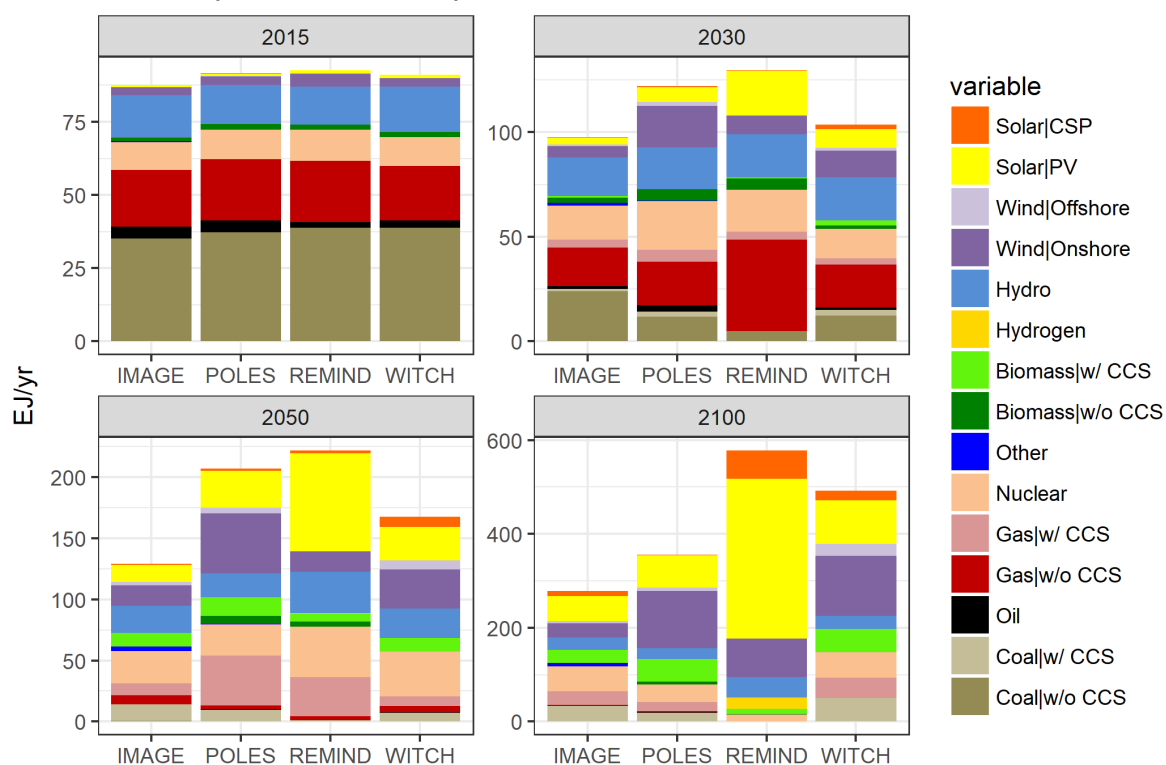 2015
2030
75
50
25
0
100
50
0
IMAGE POLES REMIND WITCH
IMAGE POLES REMIND WITCH
EJ/yr
2050
2100
200
150
100
50
0
600
400
200
0
IMAGE POLES REMIND WITCH
IMAGE POLES REMIND WITCH
variable
Solar|CSP
Solar|PV
Wind|Offshore
Wind|Onshore
Hydro
Hydrogen
Biomass|w/ CCS
Biomass|w/o CCS
Other
Nuclear
Gas|w/ CCS
Gas|w/o CCS
Oil
Coal|w/ CCS
Coal|w/o CCS